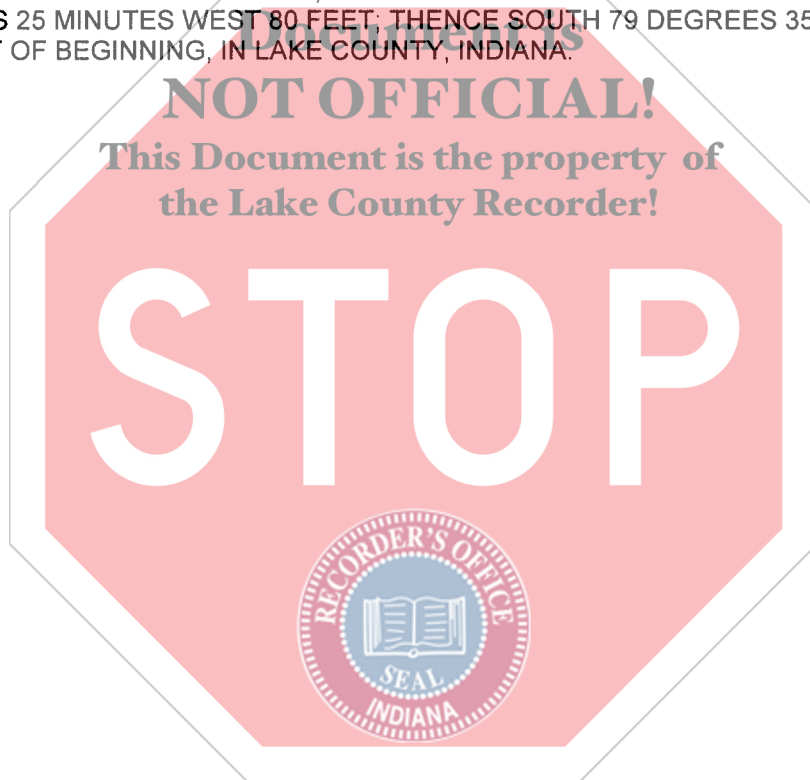 S 25 MINUTES WEST 80 FEET; THENCE SOUTH 79 DEGREES 35
Document is
OF BEGINNING, IN LAKE COUNTY, INDIANA.
NOT OFFICIAL!
This Document is the property of
the Lake County Recorder!
STOP
RECORDER'S OFFICE
SEAL
INDIANA